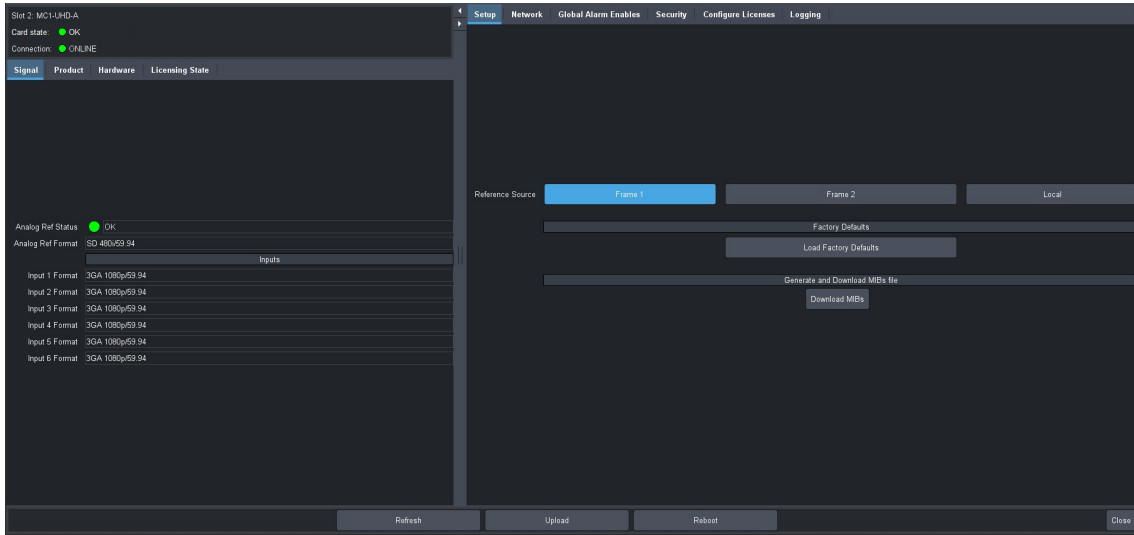 Slot 2: MC1-UHD-A
Card state: OK
Connection: ONLINE
Signal Product Hardware Licensing State
Analog Ref Status OK
Analog Ref Format SD 480i/59.94
Inputs
Input 1 Format 3GA 1080p/59.94
Input 2 Format 3GA 1080p/59.94
Input 3 Format 3GA 1080p/59.94
Input 4 Format 3GA 1080p/59.94
Input 5 Format 3GA 1080p/59.94
Input 6 Format 3GA 1080p/59.94
Setup Network Global Alarm Enables Security Configure Licenses Logging
Reference Source Frame 1 Frame 2 Local
Factory Defaults
Load Factory Defaults
Generate and Download MIBs file
Download MIBs
Refresh Upload Reboot Close